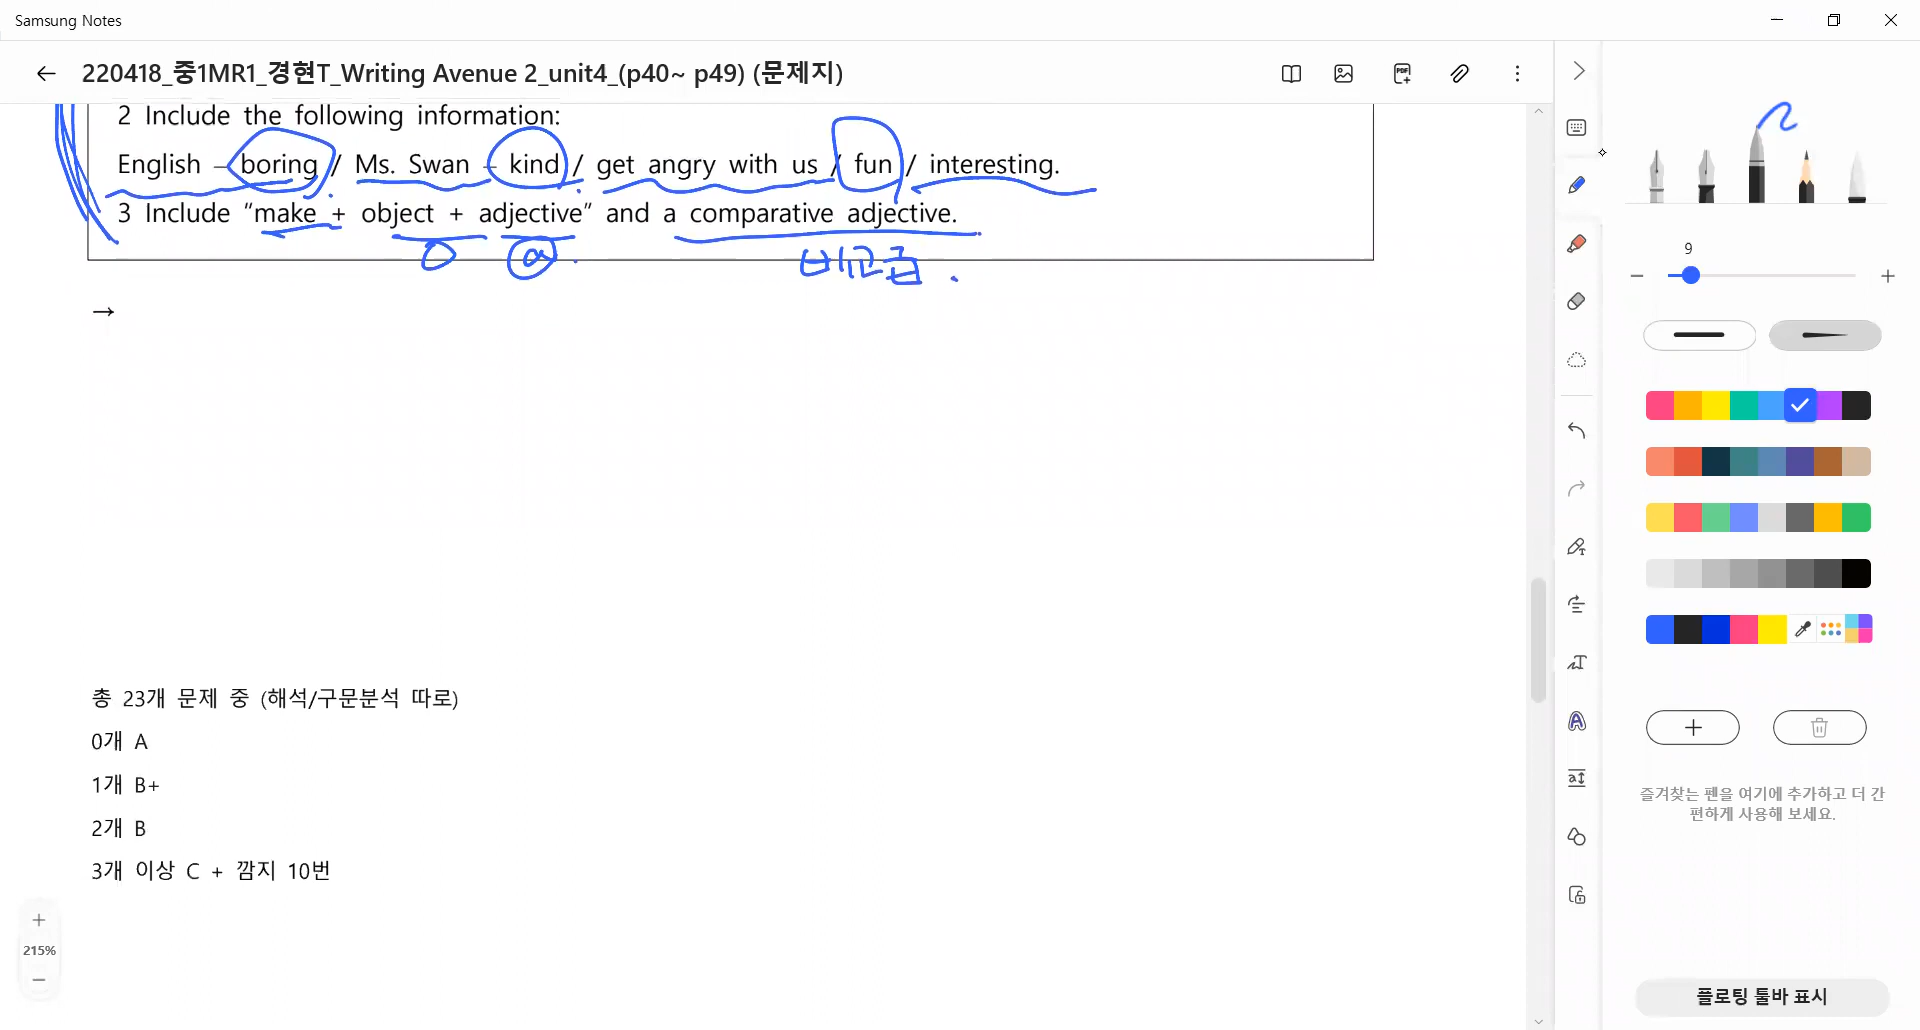 Samsung Notes
220418_중1MR1_경현T_Writing Avenue 2_unit4_(p40~ p49) (문제지)
2 Include the following information:
English – boring / Ms. Swan – kind / get angry with us / fun / interesting.
3 Include “make + object + adjective” and a comparative adjective.
O a 비교급.
→
총 23개 문제 중 (해석/구문분석 따로)
0개 A
1개 B+
2개 B
3개 이상 C + 깜지 10번
215%
9
즐겨찾는 펜을 여기에 추가하고 더 간
편하게 사용해 보세요.
플로팅 툴바 표시